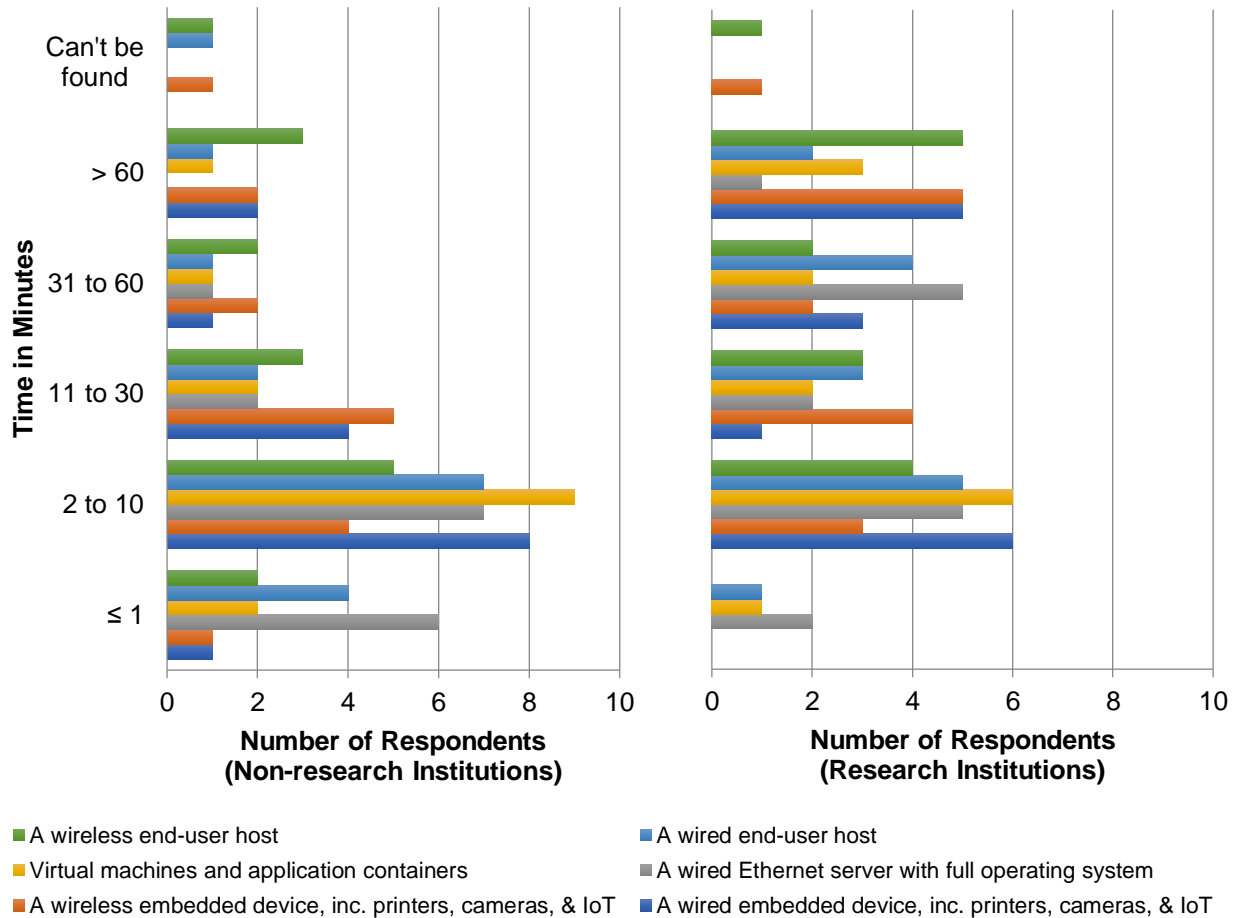 Can't be
found
> 60
31 to 60
11 to 30
2 to 10
≤ 1
Time in Minutes
0 2 4 6 8 10
Number of Respondents
(Non-research Institutions)
0 2 4 6 8 10
Number of Respondents
(Research Institutions)
A wireless end-user host
A wired end-user host
Virtual machines and application containers
A wired Ethernet server with full operating system
A wireless embedded device, inc. printers, cameras, & IoT
A wired embedded device, inc. printers, cameras, & IoT